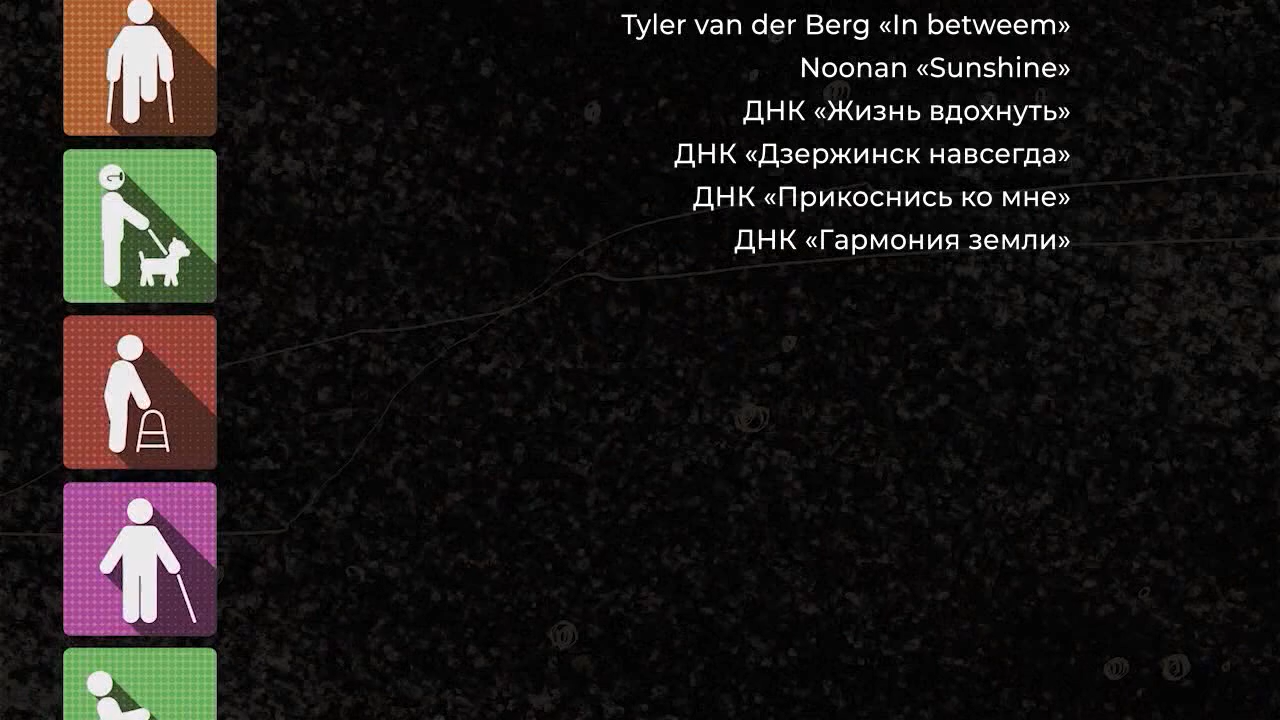 Tyler van der Berg «In betweem»
Noonan «Sunshine»
ДНК «Жизнь вдохнуть»
ДНК «Дзержинск навсегда»
ДНК «Прикоснись ко мне»
ДНК «Гармония земли»